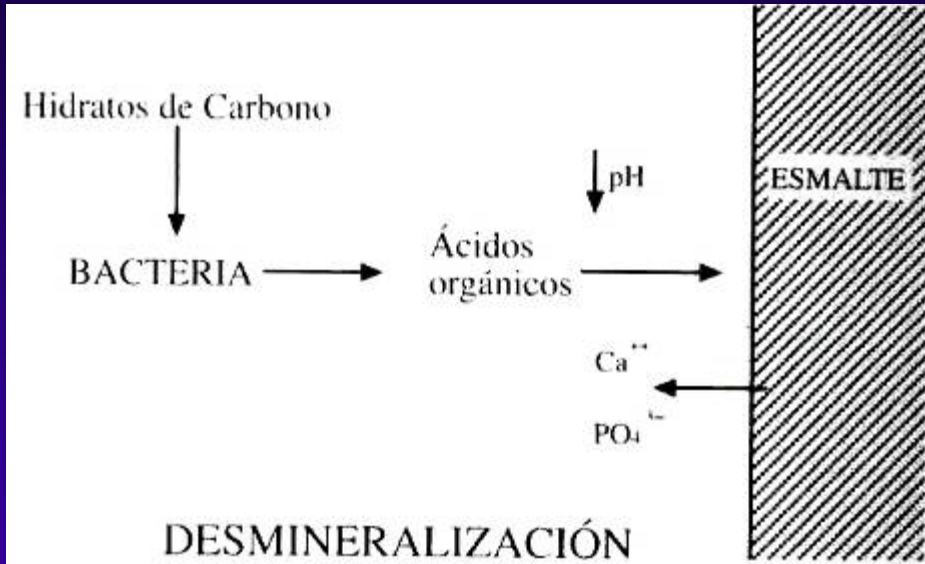 Hidratos de Carbono
pH
ESMALTE
BACTERIA
Ácidos
orgánicos
Ca⁺⁺
PO₄
DESMINERALIZACIÓN